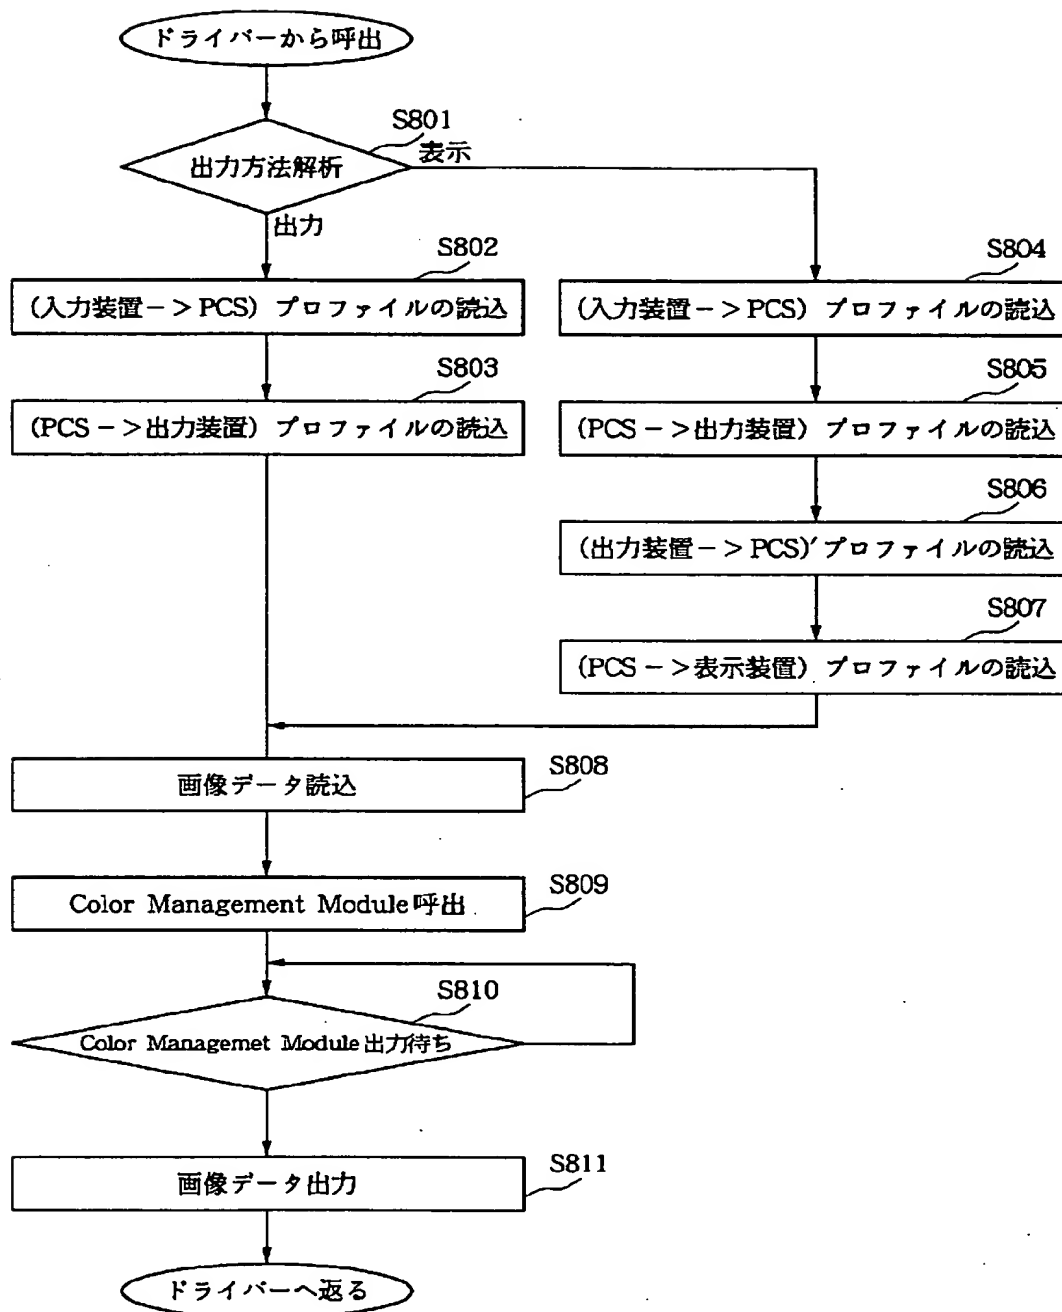 ドライバーから呼出
S801
出力方法解析
表示
出力
S802
(入力装置−>PCS) プロファイルの読込
S803
(PCS−>出力装置) プロファイルの読込
S804
(入力装置−>PCS) プロファイルの読込
S805
(PCS−>出力装置) プロファイルの読込
S806
(出力装置−>PCS)′プロファイルの読込
S807
(PCS−>表示装置) プロファイルの読込
S808
画像データ読込
S809
Color Management Module呼出
S810
Color Managemet Module出力待ち
S811
画像データ出力
ドライバーへ返る